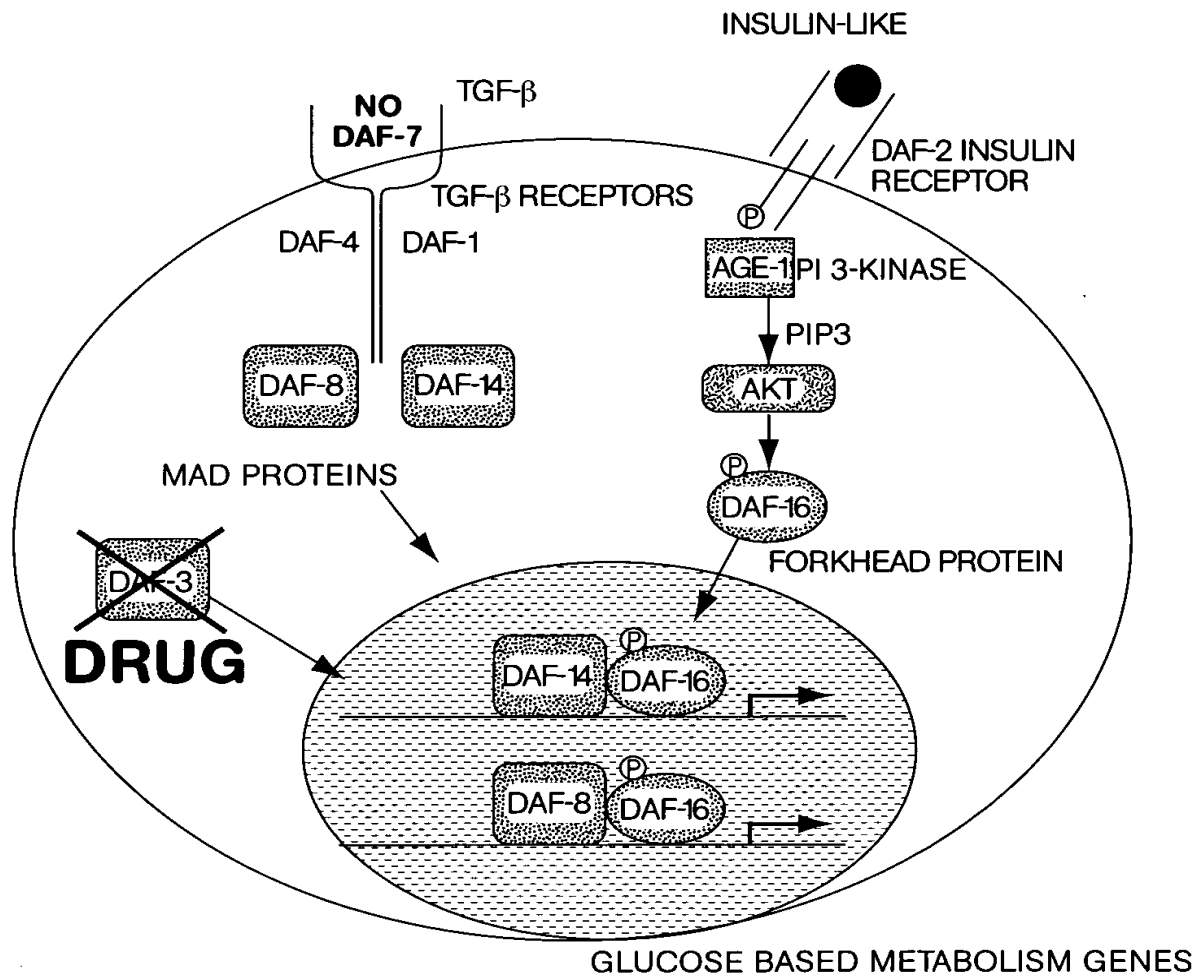 INSULIN-LIKE
TGF-β
NO
DAF-7
DAF-2 INSULIN
RECEPTOR
TGF-β RECEPTORS
DAF-4
DAF-1
P
AGE-1
PI 3-KINASE
PIP3
DAF-8
DAF-14
AKT
MAD PROTEINS
P
DAF-16
FORKHEAD PROTEIN
DAF-3
DRUG
P
DAF-14
DAF-16
P
DAF-8
DAF-16
GLUCOSE BASED METABOLISM GENES